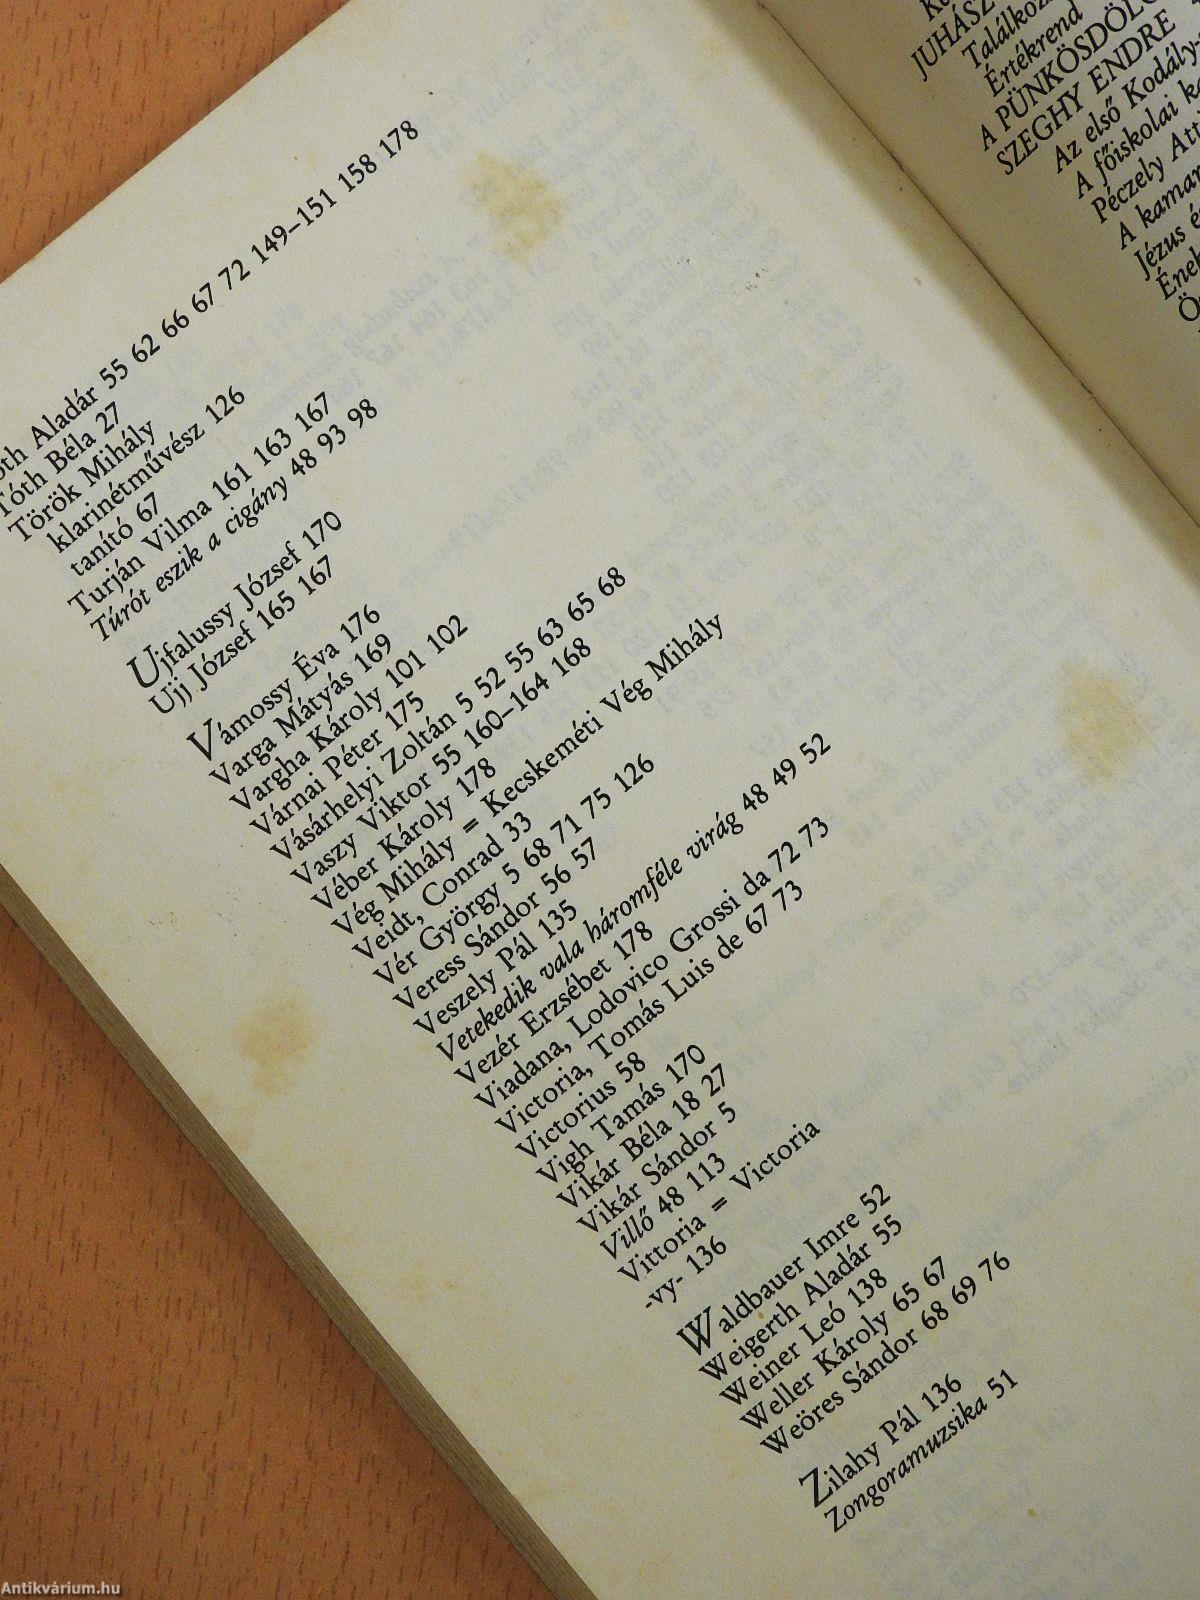 óth Aladár 55 62 66 67 72 149–151 158 178
Tóth Béla 27
Török Mihály
klarinétművész 126
tanító 67
Turján Vilma 161 163 167
Túrót eszik a cigány 48 93 98
Ujfalussy József 170
Ujj József 165 167
Vámossy Éva 176
Varga Mátyás 169
Vargha Károly 101 102
Várnai Péter 175
Vásárhelyi Zoltán 5 52 55 63 65 68
Vaszy Viktor 55 160–164 168
Véber Károly 178
Vég Mihály = Kecskeméti Vég Mihály
Veidt, Conrad 33
Vér György 5 68 71 75 126
Veress Sándor 56 57
Veszely Pál 135
Vetekedik vala háromféle virág 48 49 52
Vezér Erzsébet 178
Viadana, Lodovico Grossi da 72 73
Victoria, Tomás Luis de 67 73
Victorius 58
Vigh Tamás 170
Vikár Béla 18 27
Vikár Sándor 5
Villő 48 113
Vittoria = Victoria
-vy- 136
Waldbauer Imre 52
Weigerth Aladár 55
Weiner Leó 138
Weller Károly 65 67
Weöres Sándor 68 69 76
Zilahy Pál 136
Zongoramuzsika 51
JUHÁSZ
Találkoz
Értékrend
A PÜNKÖSDÖLŐ
SZEGHY ENDRE
Az első Kodály-
A főiskolai
Péczely Atti
A kamar
Jézus é
Ének
Antikvárium.hu